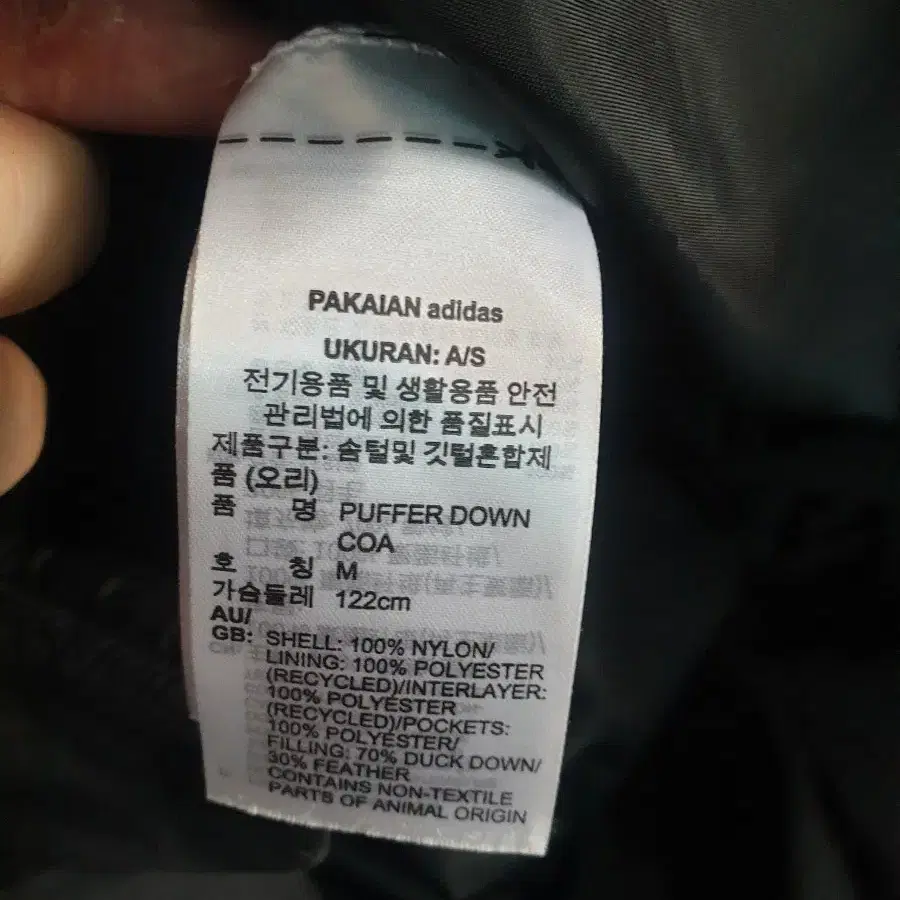 PAKAIAN adidas
UKURAN: A/S
전기용품 및 생활용품 안전
관리법에 의한 품질표시
제품구분: 솜털및 깃털혼합제
품 (오리)
품 명 PUFFER DOWN
COA
호 칭 M
가슴둘레 122cm
AU/
GB: SHELL: 100% NYLON/
LINING: 100% POLYESTER
(RECYCLED)/INTERLAYER:
100% POLYESTER
(RECYCLED)/POCKETS:
100% POLYESTER/
FILLING: 70% DUCK DOWN/
30% FEATHER
CONTAINS NON-TEXTILE
PARTS OF ANIMAL ORIGIN